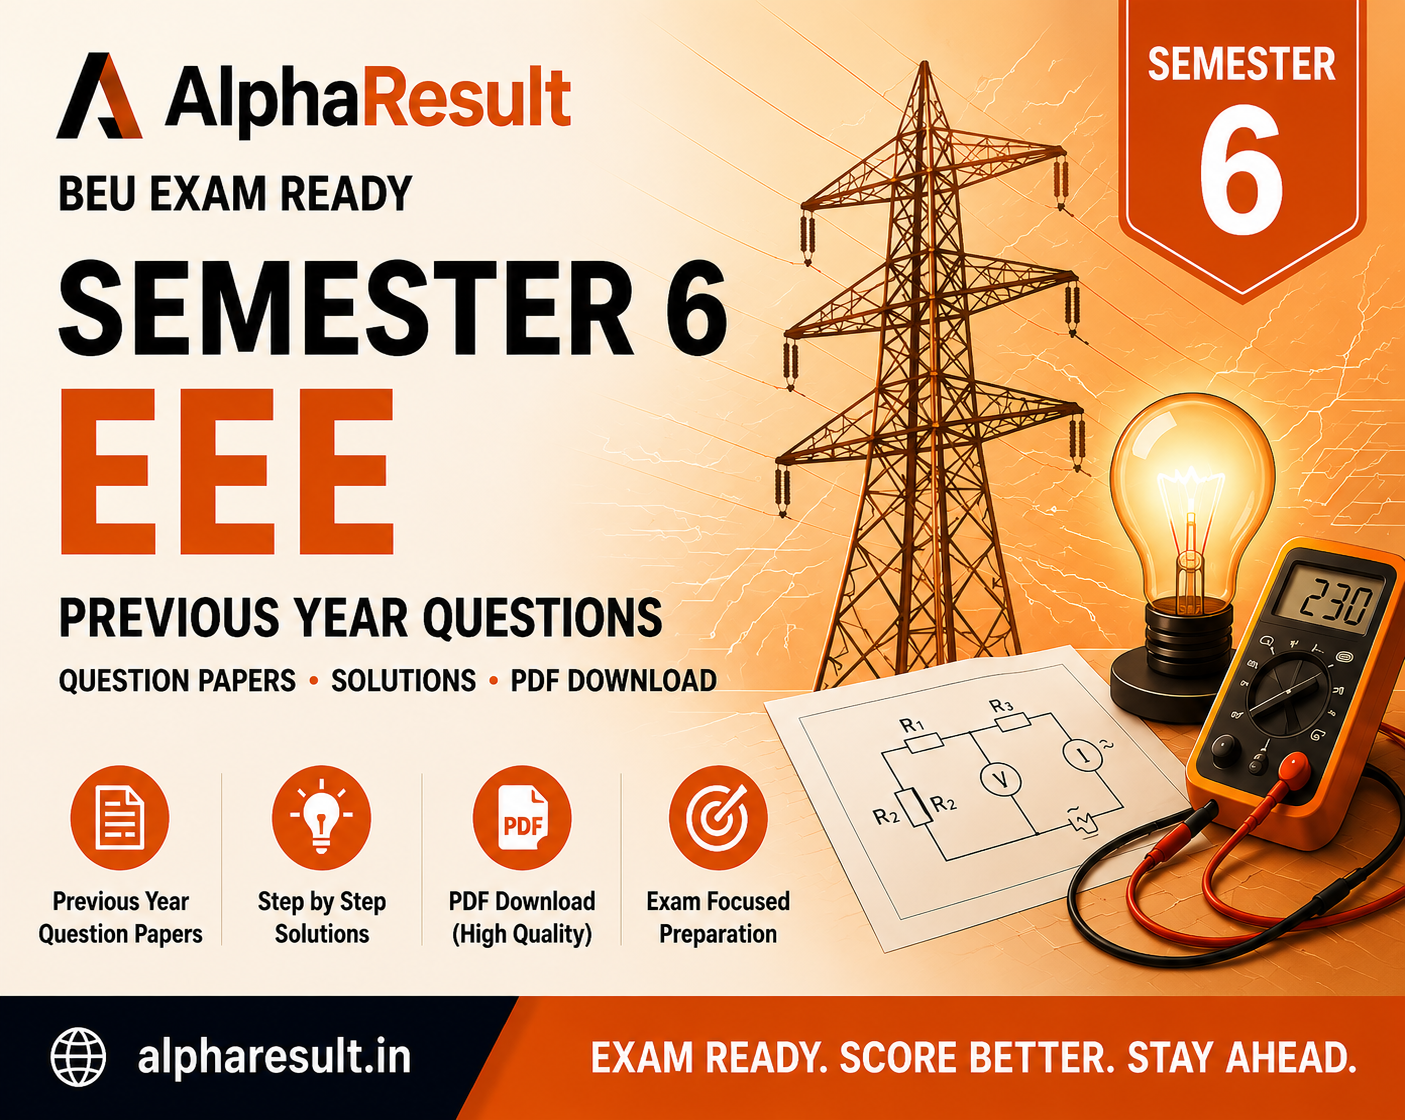 AlphaResult
BEU EXAM READY
SEMESTER 6
EEE
PREVIOUS YEAR QUESTIONS
QUESTION PAPERS • SOLUTIONS • PDF DOWNLOAD
SEMESTER
6
230
R1
R3
R2
R2
V
I
~
PDF
Previous Year
Question Papers
Step by Step
Solutions
PDF Download
(High Quality)
Exam Focused
Preparation
alpharesult.in
EXAM READY. SCORE BETTER. STAY AHEAD.